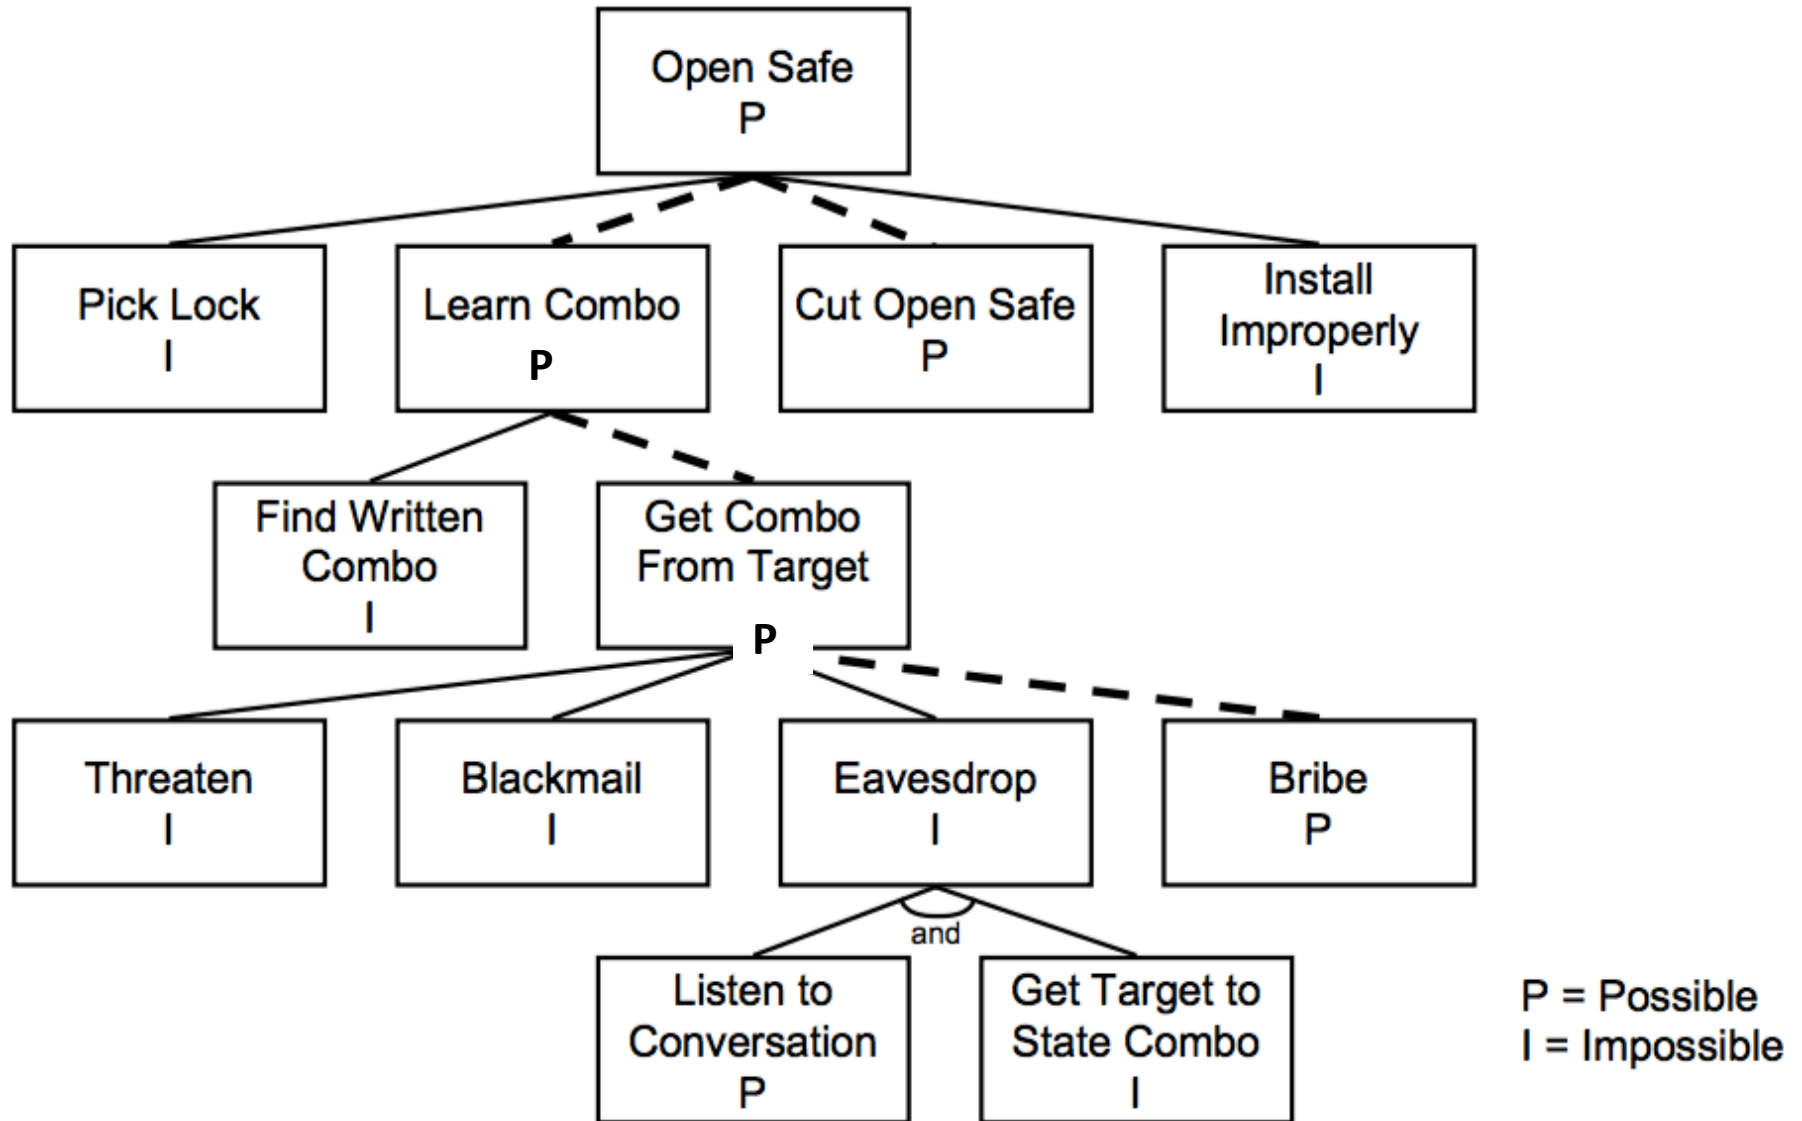 Open Safe
P
Pick Lock
I
Learn Combo
P
Cut Open Safe
P
Install
Improperly
I
Find Written
Combo
I
Get Combo
From Target
P
Threaten
I
Blackmail
I
Eavesdrop
I
Bribe
P
and
Listen to
Conversation
P
Get Target to
State Combo
I
P = Possible
I = Impossible